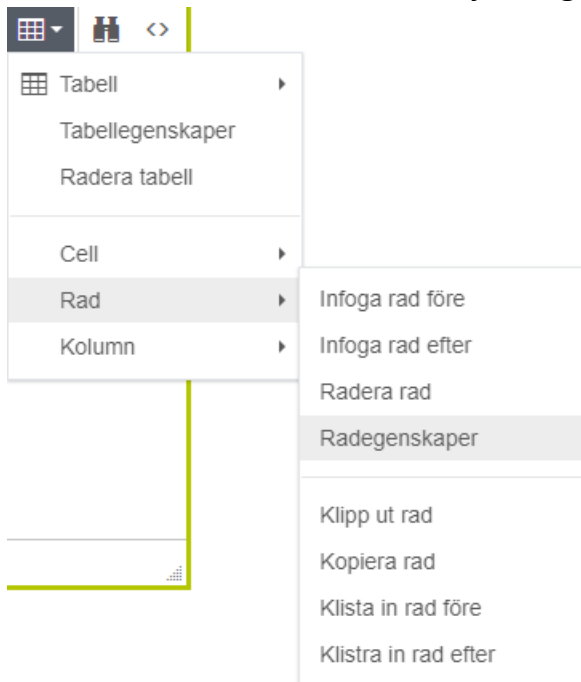 Tabell
Tabellegenskaper
Radera tabell
Cell
Rad
Kolumn
Infoga rad före
Infoga rad efter
Radera rad
Radegenskaper
Klipp ut rad
Kopiera rad
Klista in rad före
Klistra in rad efter